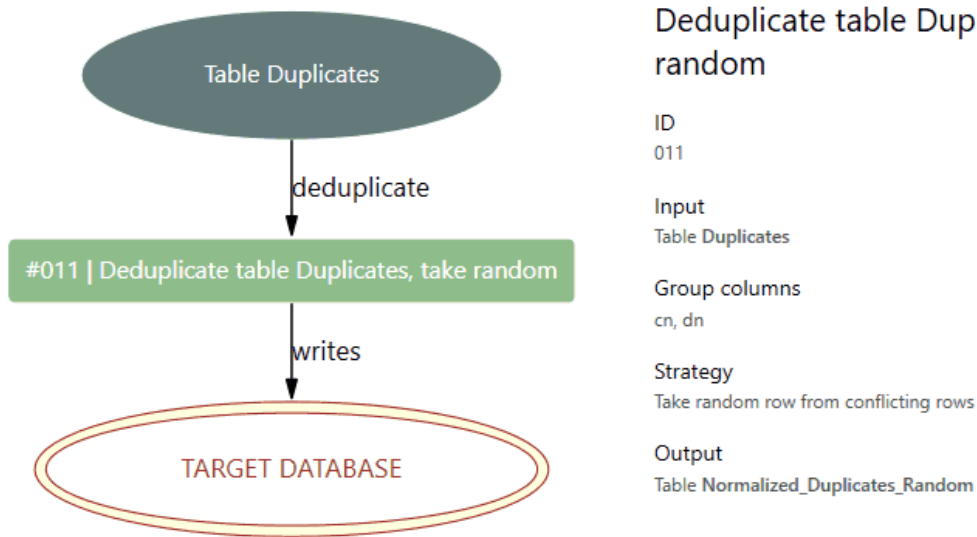 Table Duplicates
deduplicate
#011 | Deduplicate table Duplicates, take random
writes
TARGET DATABASE
Deduplicate table Dup
random
ID
011
Input
Table Duplicates
Group columns
cn, dn
Strategy
Take random row from conflicting rows
Output
Table Normalized_Duplicates_Random